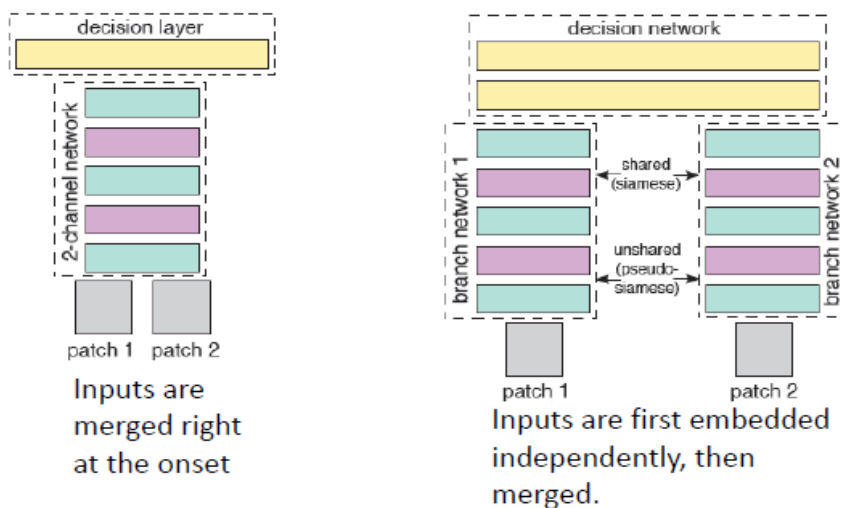 decision layer
2-channel network
patch 1 patch 2
Inputs are
merged right
at the onset
decision network
branch network 1
shared
(siamese)
unshared
(pseudo-
siamese)
branch network 2
patch 1 patch 2
Inputs are first embedded
independently, then
merged.